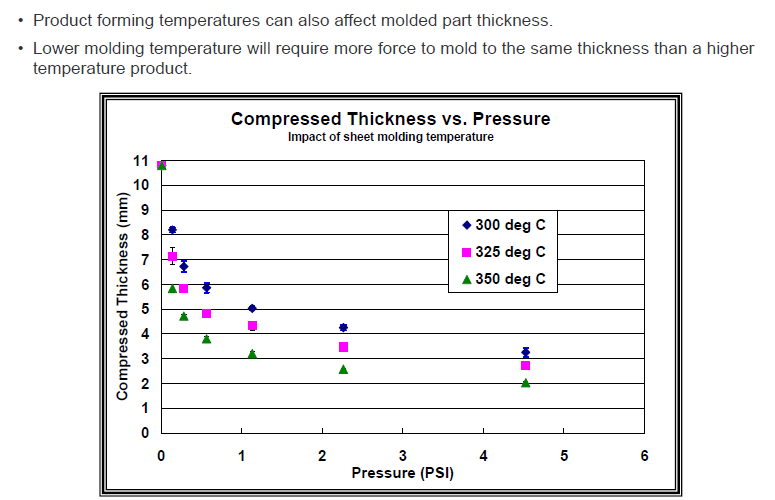 • Product forming temperatures can also affect molded part thickness.
• Lower molding temperature will require more force to mold to the same thickness than a higher
temperature product.
Compressed Thickness vs. Pressure
Impact of sheet molding temperature
Compressed Thickness (mm)
11
10
9
8
7
6
5
4
3
2
1
0
300 deg C
325 deg C
350 deg C
0 1 2 3 4 5 6
Pressure (PSI)